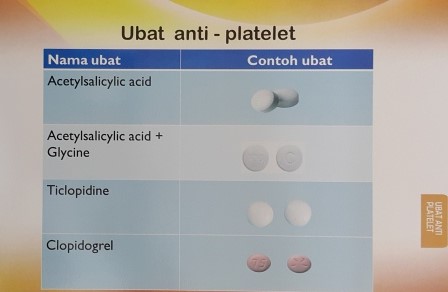 Ubat anti - platelet
Nama ubat
Contoh ubat
Acetylsalicylic acid
Acetylsalicylic acid +
Glycine
Ticlopidine
Clopidogrel
UBAT ANTI
PLATELET